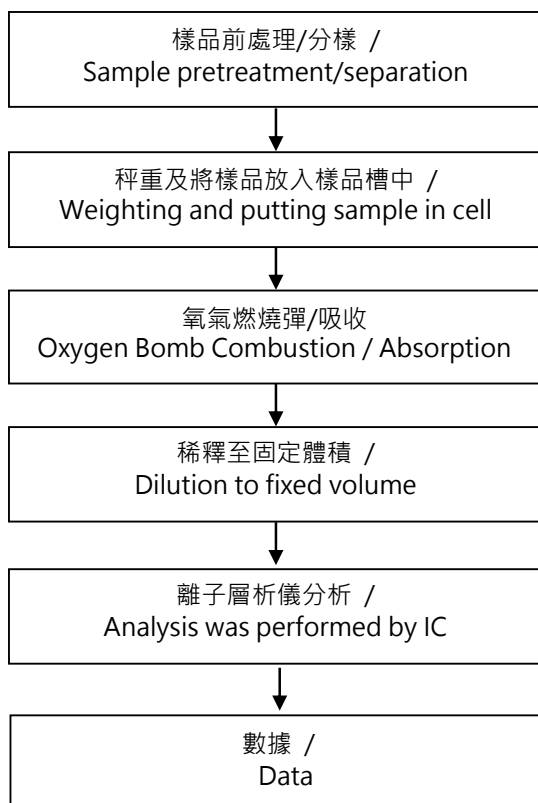 樣品前處理/分樣 /
Sample pretreatment/separation
秤重及將樣品放入樣品槽中 /
Weighting and putting sample in cell
氧氣燃燒彈/吸收
Oxygen Bomb Combustion / Absorption
稀釋至固定體積 /
Dilution to fixed volume
離子層析儀分析 /
Analysis was performed by IC
數據 /
Data